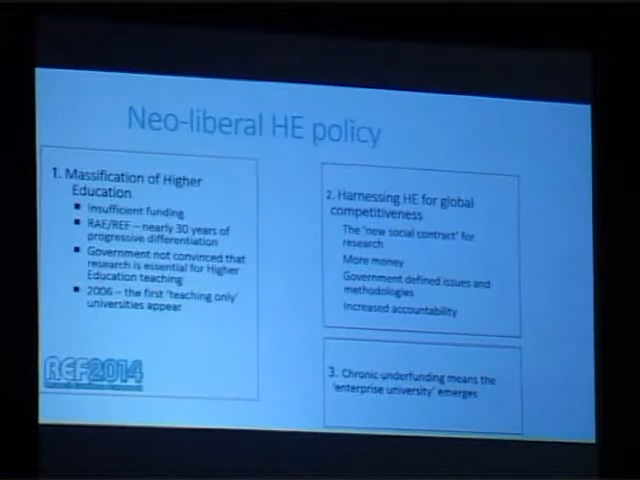 Neo-liberal HE policy
1. Massification of Higher
Education
Insufficient funding
RAE/REF – nearly 30 years of
progressive differentiation
Government not convinced that
research is essential for Higher
Education teaching
2006 – the first 'teaching only'
universities appear
REF2014
2. Harnessing HE for global
competitiveness
The 'new social contract' for
research
More money
Government defined issues and
methodologies
Increased accountability
3. Chronic underfunding means the
'enterprise university' emerges